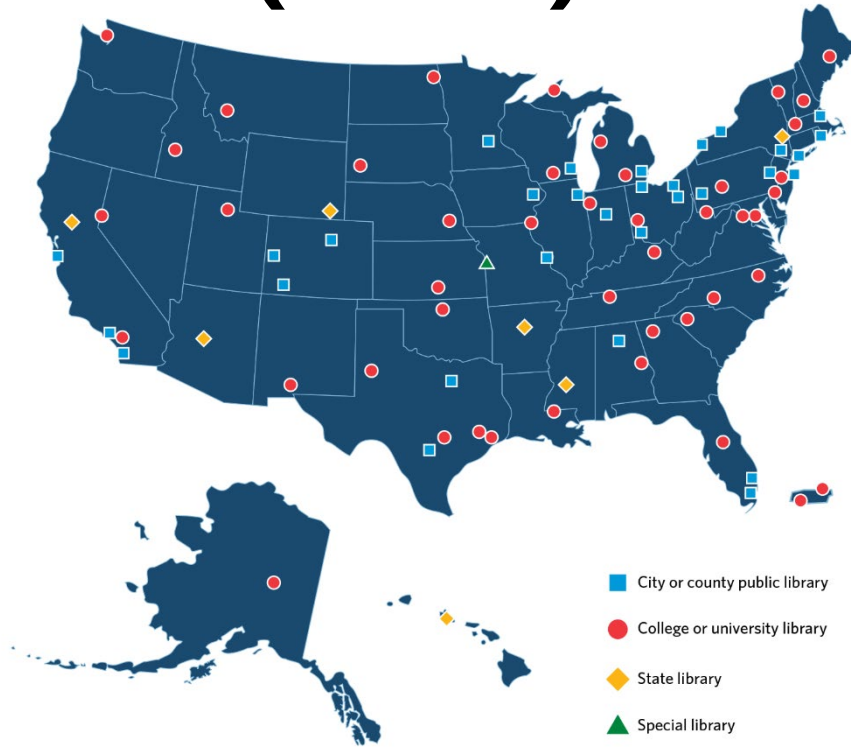 City or county public library
College or university library
State library
Special library